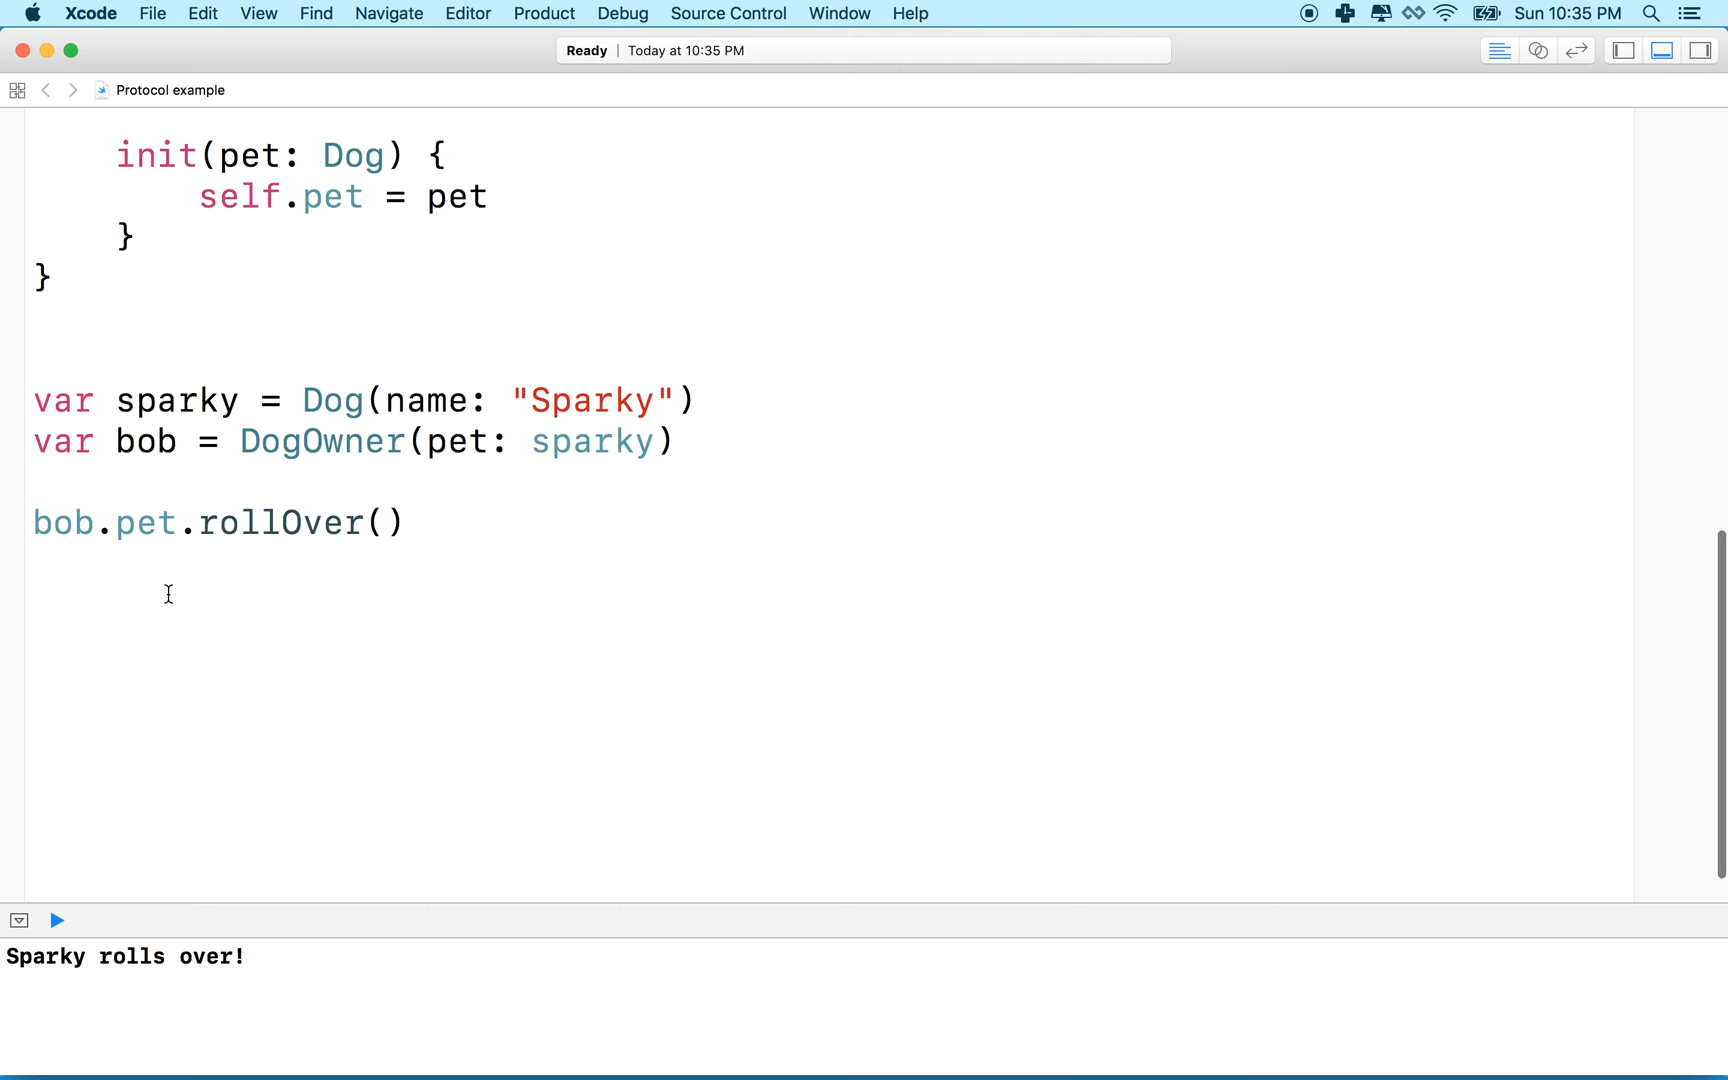 Xcode File Edit View Find Navigate Editor Product Debug Source Control Window Help Sun 10:35 PM
Ready | Today at 10:35 PM
Protocol example
init(pet: Dog) {
self.pet = pet
}
}
var sparky = Dog(name: "Sparky")
var bob = DogOwner(pet: sparky)
bob.pet.rollOver()
Sparky rolls over!